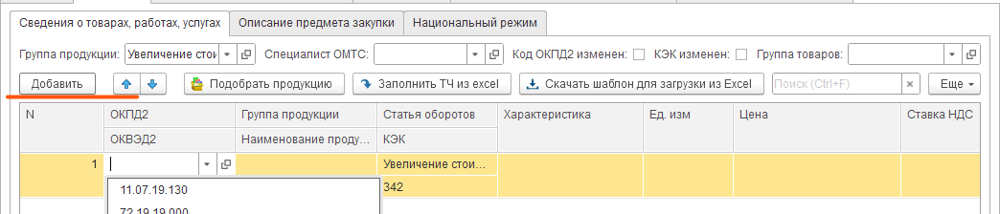 Сведения о товарах, работах, услугах Описание предмета закупки Национальный режим
Группа продукции: Увеличение стои Специалист ОМТС: Код ОКПД2 изменен: КЭК изменен: Группа товаров:
Добавить Подобрать продукцию Заполнить ТЧ из excel Скачать шаблон для загрузки из Excel Поиск (Ctrl+F) × Еще
N ОКПД2 Группа продукции Статья оборотов Характеристика Ед. изм Цена Ставка НДС
ОКВЭД2 Наименование проду... КЭК
1 Увеличение стои...
342
11.07.19.130
72.19.19.000